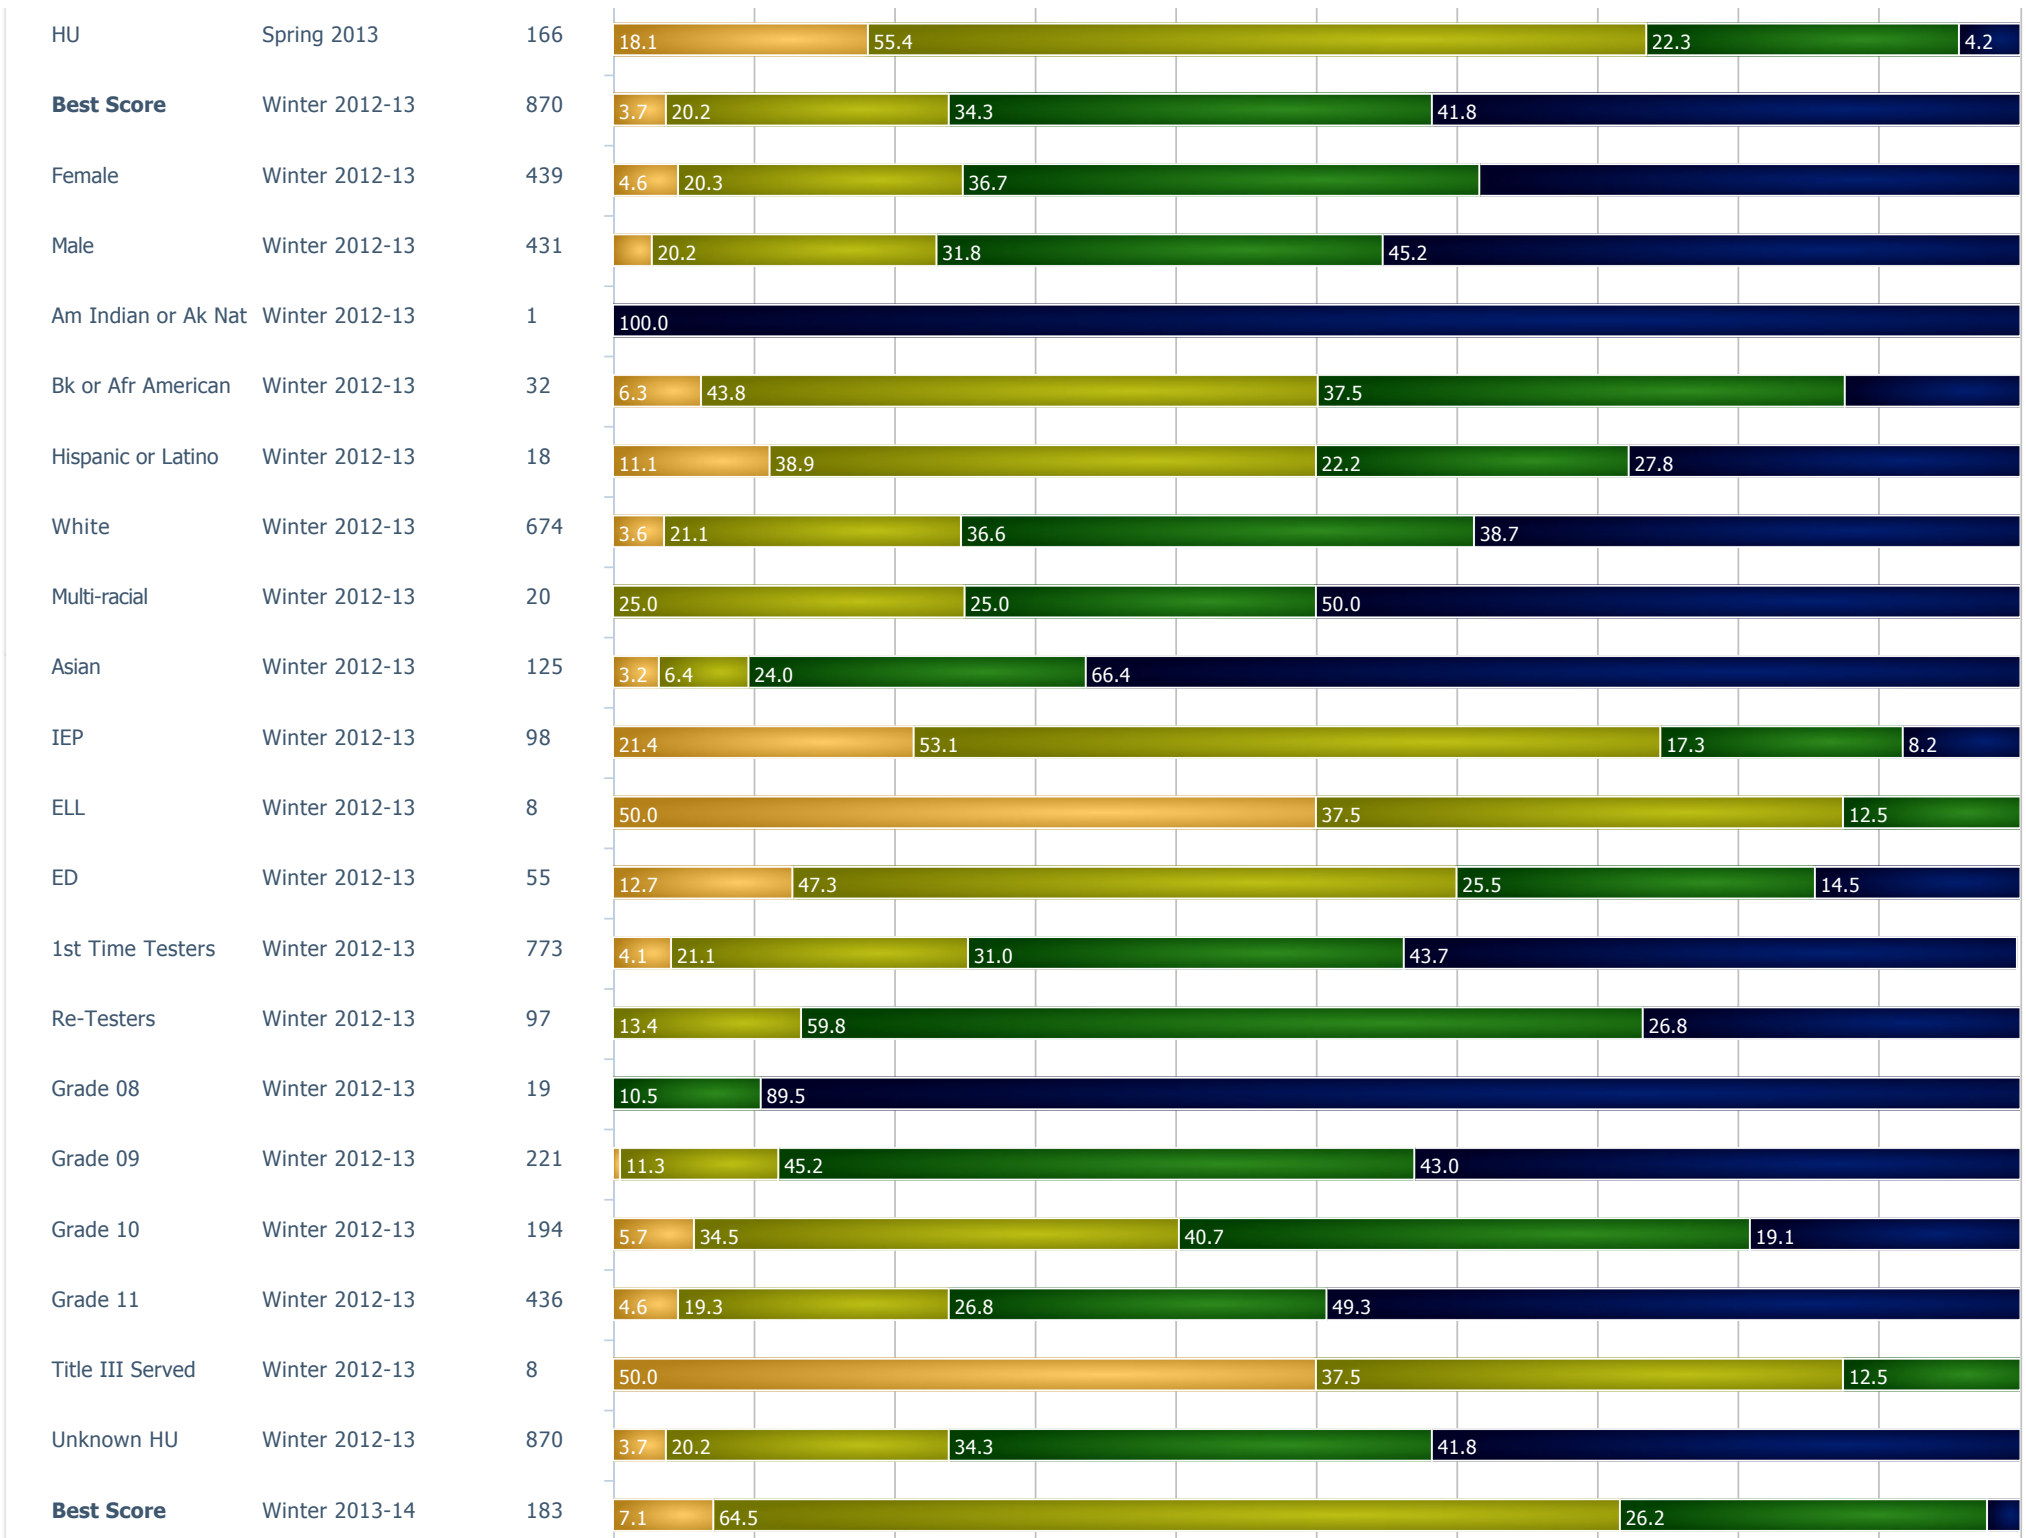 HU Spring 2013 166 18.1 55.4 22.3 4.2
Best Score Winter 2012-13 870 3.7 20.2 34.3 41.8
Female Winter 2012-13 439 4.6 20.3 36.7
Male Winter 2012-13 431 20.2 31.8 45.2
Am Indian or Ak Nat Winter 2012-13 1 100.0
Bk or Afr American Winter 2012-13 32 6.3 43.8 37.5
Hispanic or Latino Winter 2012-13 18 11.1 38.9 22.2 27.8
White Winter 2012-13 674 3.6 21.1 36.6 38.7
Multi-racial Winter 2012-13 20 25.0 25.0 50.0
Asian Winter 2012-13 125 3.2 6.4 24.0 66.4
IEP Winter 2012-13 98 21.4 53.1 17.3 8.2
ELL Winter 2012-13 8 50.0 37.5 12.5
ED Winter 2012-13 55 12.7 47.3 25.5 14.5
1st Time Testers Winter 2012-13 773 4.1 21.1 31.0 43.7
Re-Testers Winter 2012-13 97 13.4 59.8 26.8
Grade 08 Winter 2012-13 19 10.5 89.5
Grade 09 Winter 2012-13 221 11.3 45.2 43.0
Grade 10 Winter 2012-13 194 5.7 34.5 40.7 19.1
Grade 11 Winter 2012-13 436 4.6 19.3 26.8 49.3
Title III Served Winter 2012-13 8 50.0 37.5 12.5
Unknown HU Winter 2012-13 870 3.7 20.2 34.3 41.8
Best Score Winter 2013-14 183 7.1 64.5 26.2